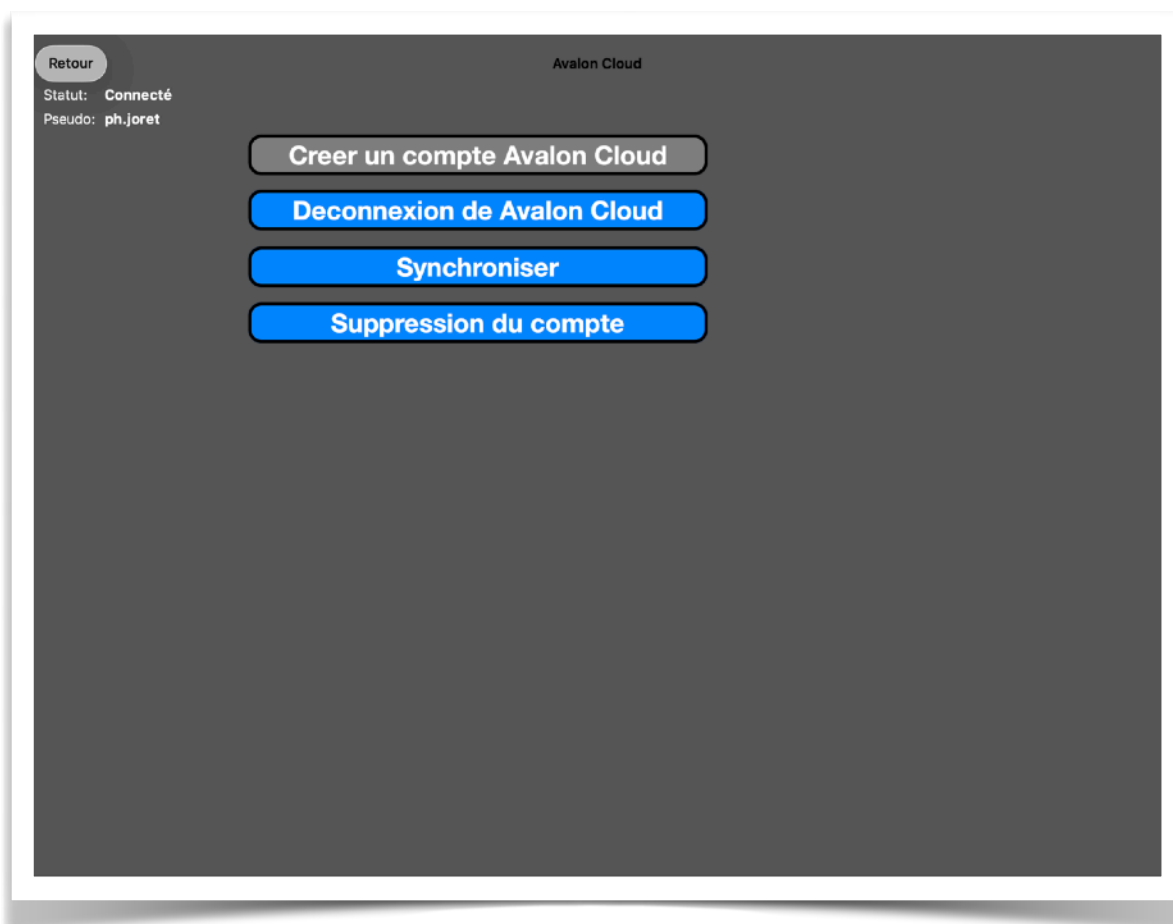 Retour
Avalon Cloud
Statut: Connecté
Pseudo: ph.joret
Creer un compte Avalon Cloud
Deconnexion de Avalon Cloud
Synchroniser
Suppression du compte